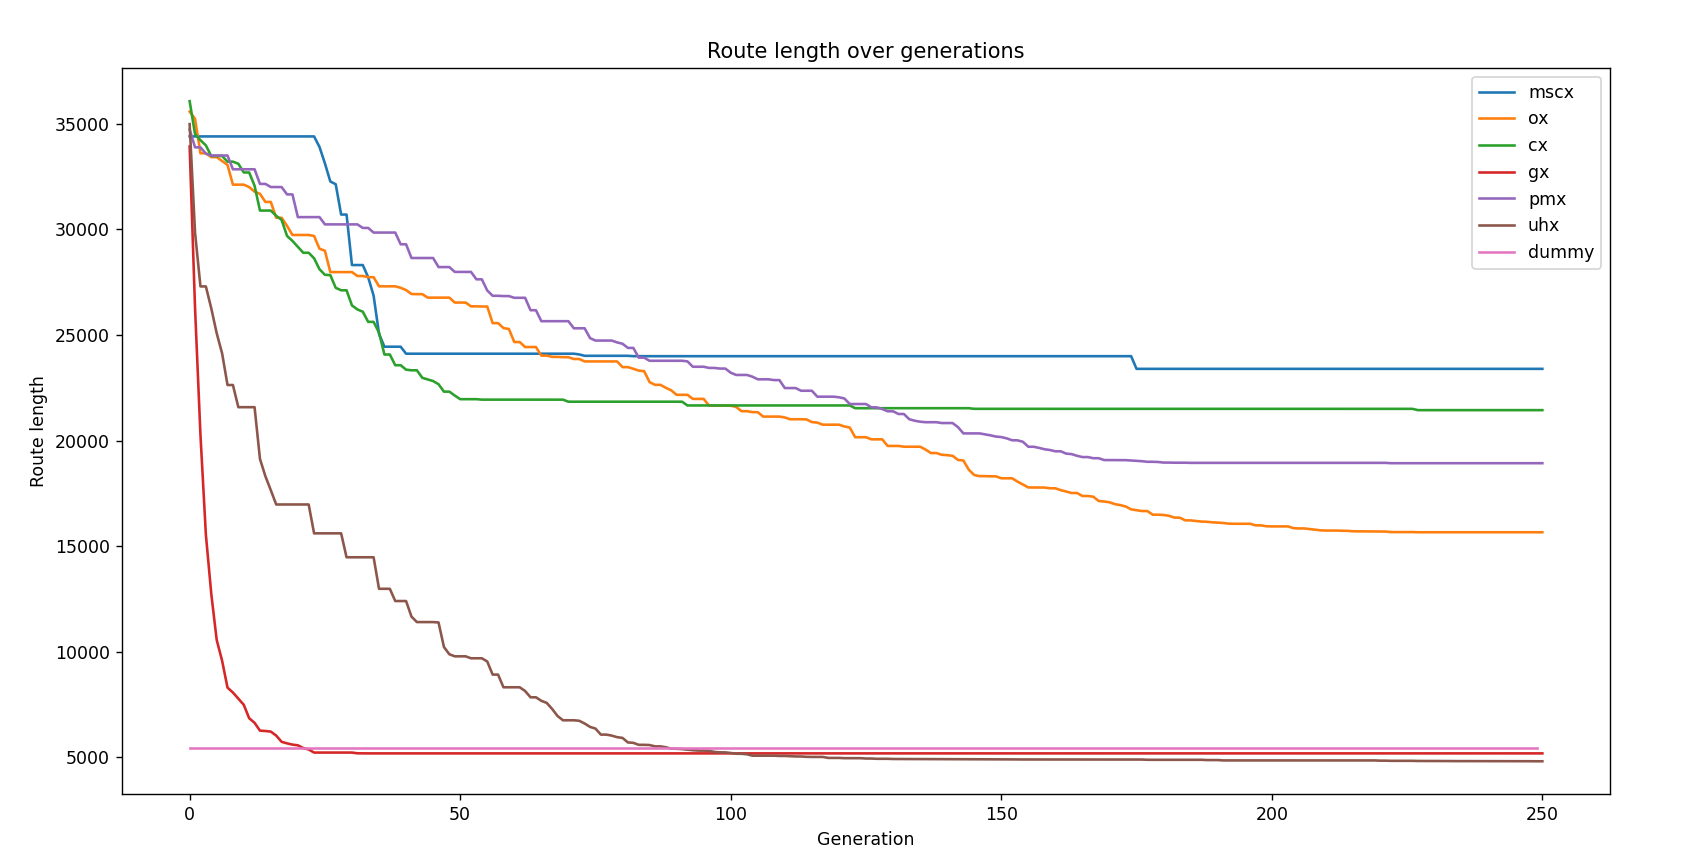 Route length over generations
Route length
35000
30000
25000
20000
15000
10000
5000
0
50
100
150
200
250
Generation
mscx
ox
cx
gx
pmx
uhx
dummy